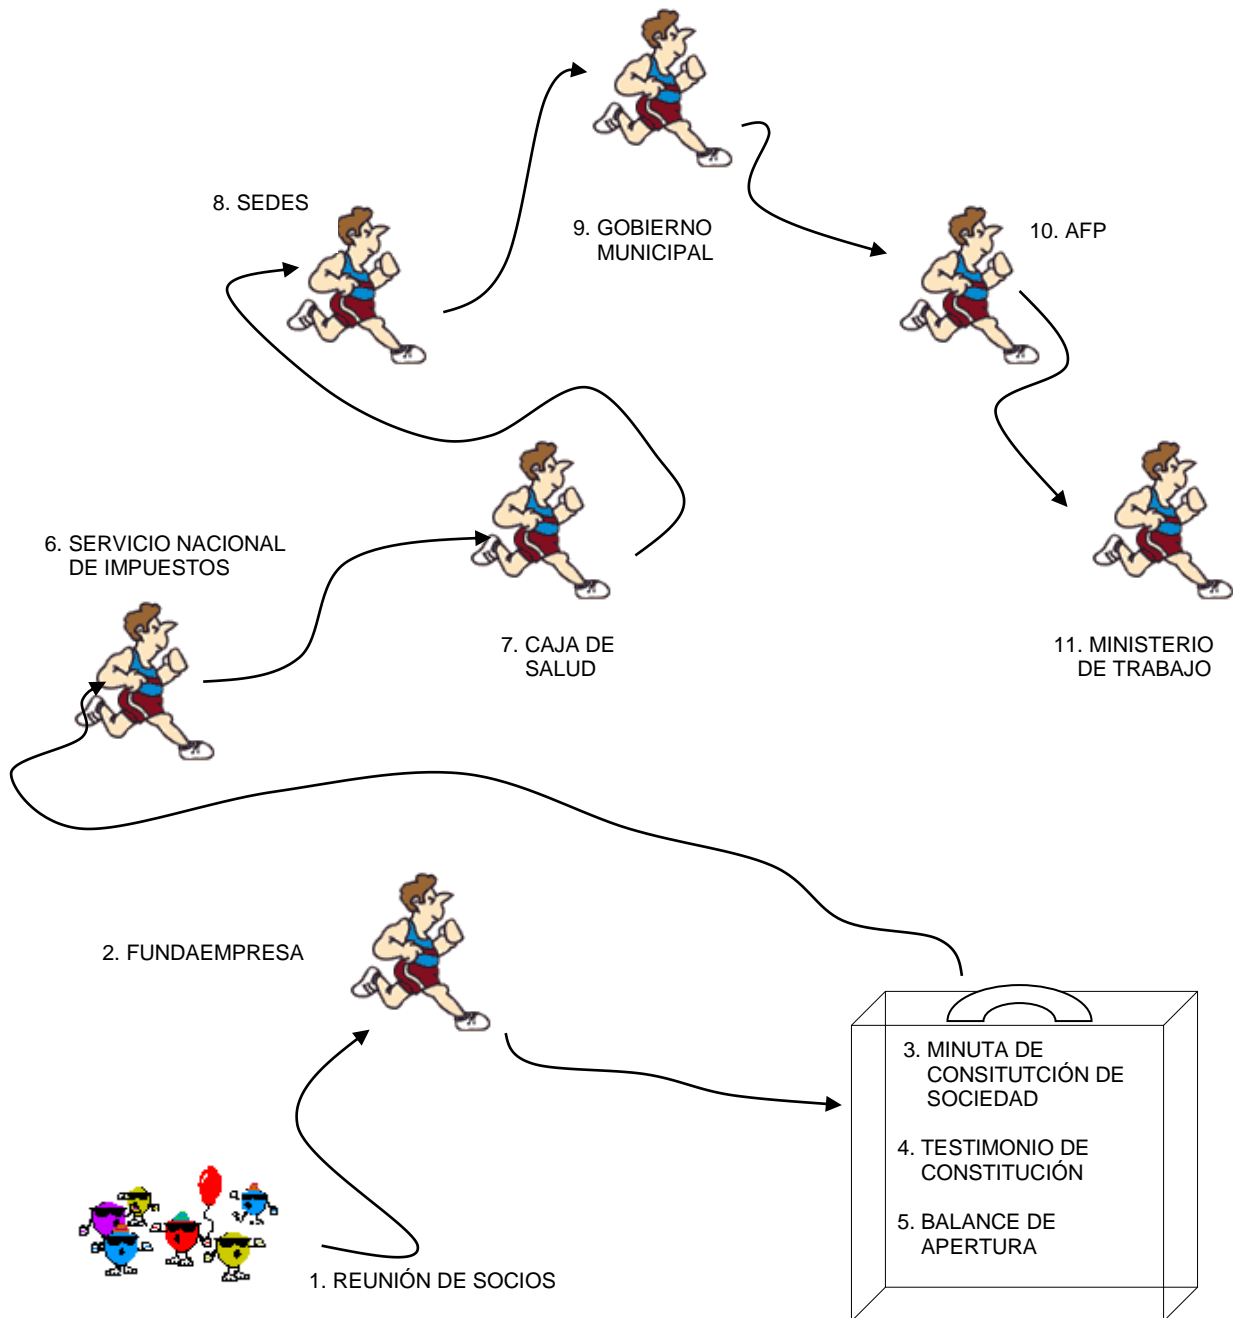 8. SEDES
9. GOBIERNO
MUNICIPAL
10. AFP
6. SERVICIO NACIONAL
DE IMPUESTOS
7. CAJA DE
SALUD
11. MINISTERIO
DE TRABAJO
2. FUNDAEMPRESA
3. MINUTA DE
CONSITUTCIÓN DE
SOCIEDAD
4. TESTIMONIO DE
CONSTITUCIÓN
5. BALANCE DE
APERTURA
1. REUNIÓN DE SOCIOS